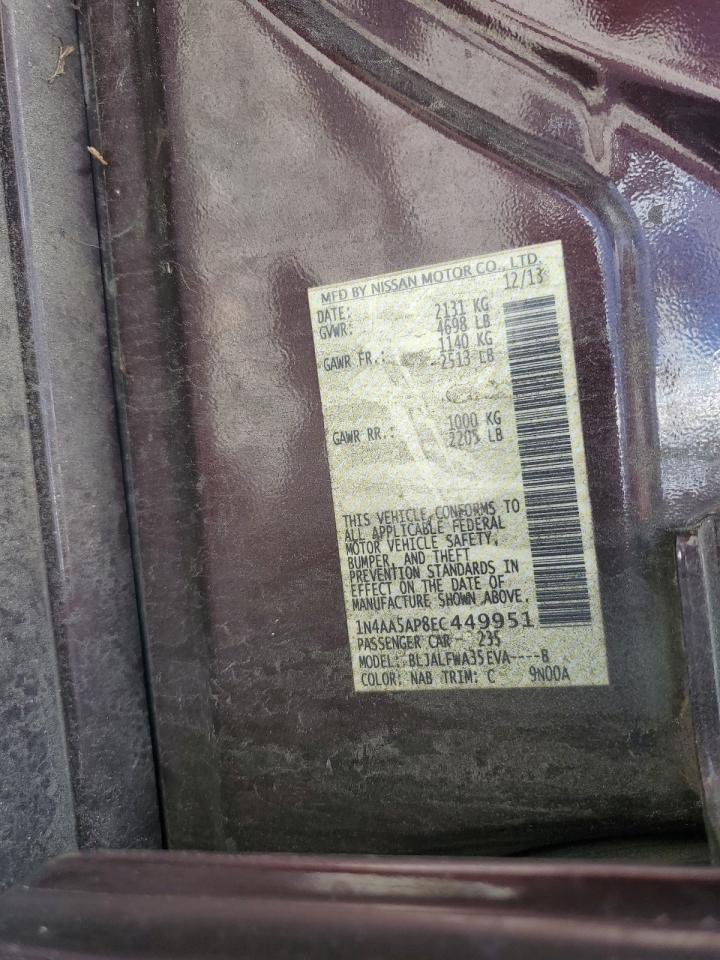 MFD BY NISSAN MOTOR CO., LTD.
DATE: 12/13
GVWR: 2131 KG
4698 LB
GAWR FR.: 1140 KG
2513 LB
GAWR RR.: 1000 KG
2205 LB
THIS VEHICLE CONFORMS TO
ALL APPLICABLE FEDERAL
MOTOR VEHICLE SAFETY,
BUMPER, AND THEFT
PREVENTION STANDARDS IN
EFFECT ON THE DATE OF
MANUFACTURE SHOWN ABOVE.
1N4AA5AP8EC449951
PASSENGER CAR - 235
MODEL: BLJALFWA35EVA----B
COLOR: NAB TRIM: C 9N00A